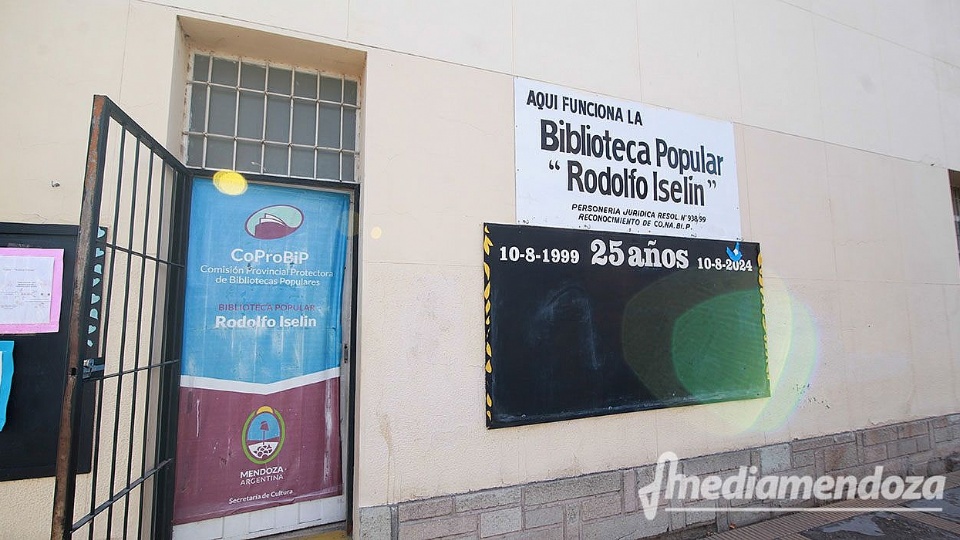 AQUI FUNCIONA LA
Biblioteca Popular
“Rodolfo Iselin”
PERSONERIA JURIDICA RESOL. N° 938/99
RECONOCIMIENTO DE CO.NA.BI.P.
10-8-1999 25 años 10-8-2024
CoProBiP
Comisión Provincial Protectora
de Bibliotecas Populares
BIBLIOTECA POPULAR
Rodolfo Iselin
MENDOZA
ARGENTINA
Secretaría de Cultura
mediamendoza